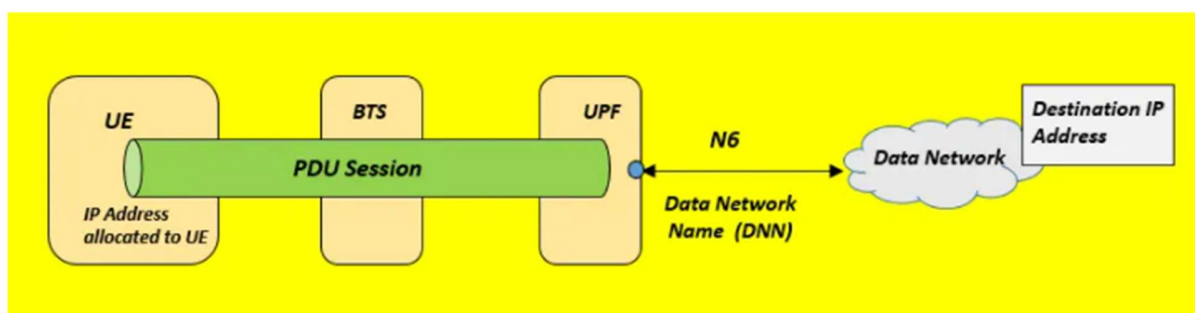 UE
BTS
UPF
PDU Session
IP Address
allocated to UE
N6
Data Network
Name (DNN)
Data Network
Destination IP
Address